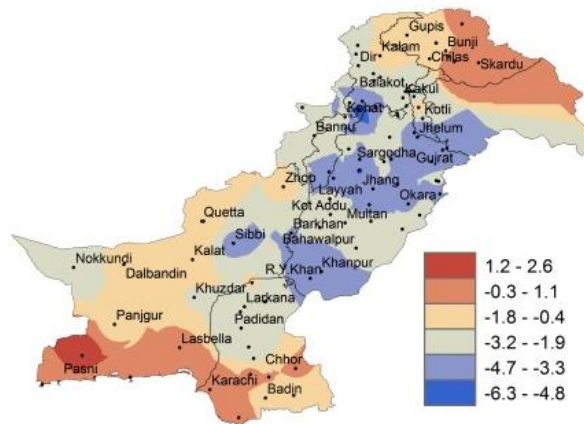 Gupis
Kalam
Bunji
Dir
Chilas
Skardu
Balakot
Kakul
Kohat
Kotli
Bannu
Jhelum
Sargodha
Gujrat
Zhop
Jhang
Layyah
Okara
Kot Addu
Quetta
Multan
Barkhan
Sibbi
Bahawalpur
Kalat
Nokkundi
R.Y.Khan
Khanpur
Dalbandin
Khuzdar
Larkana
Panjgur
Padidan
Lasbella
Chhor
Pasni
Karachi
Badin
1.2 - 2.6
-0.3 - 1.1
-1.8 - -0.4
-3.2 - -1.9
-4.7 - -3.3
-6.3 - -4.8